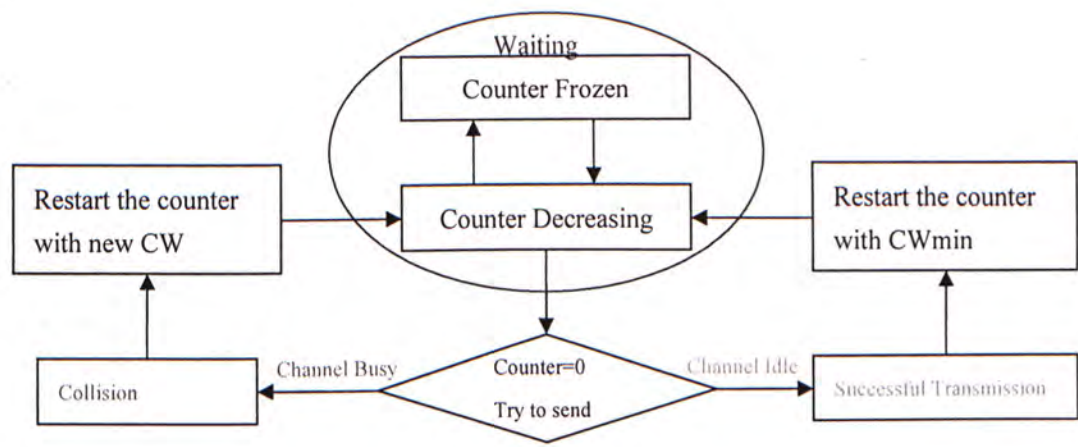 Waiting
Counter Frozen
Restart the counter
with new CW
Counter Decreasing
Restart the counter
with CWmin
Collision
Channel Busy
Counter=0
Try to send
Channel Idle
Successful Transmission